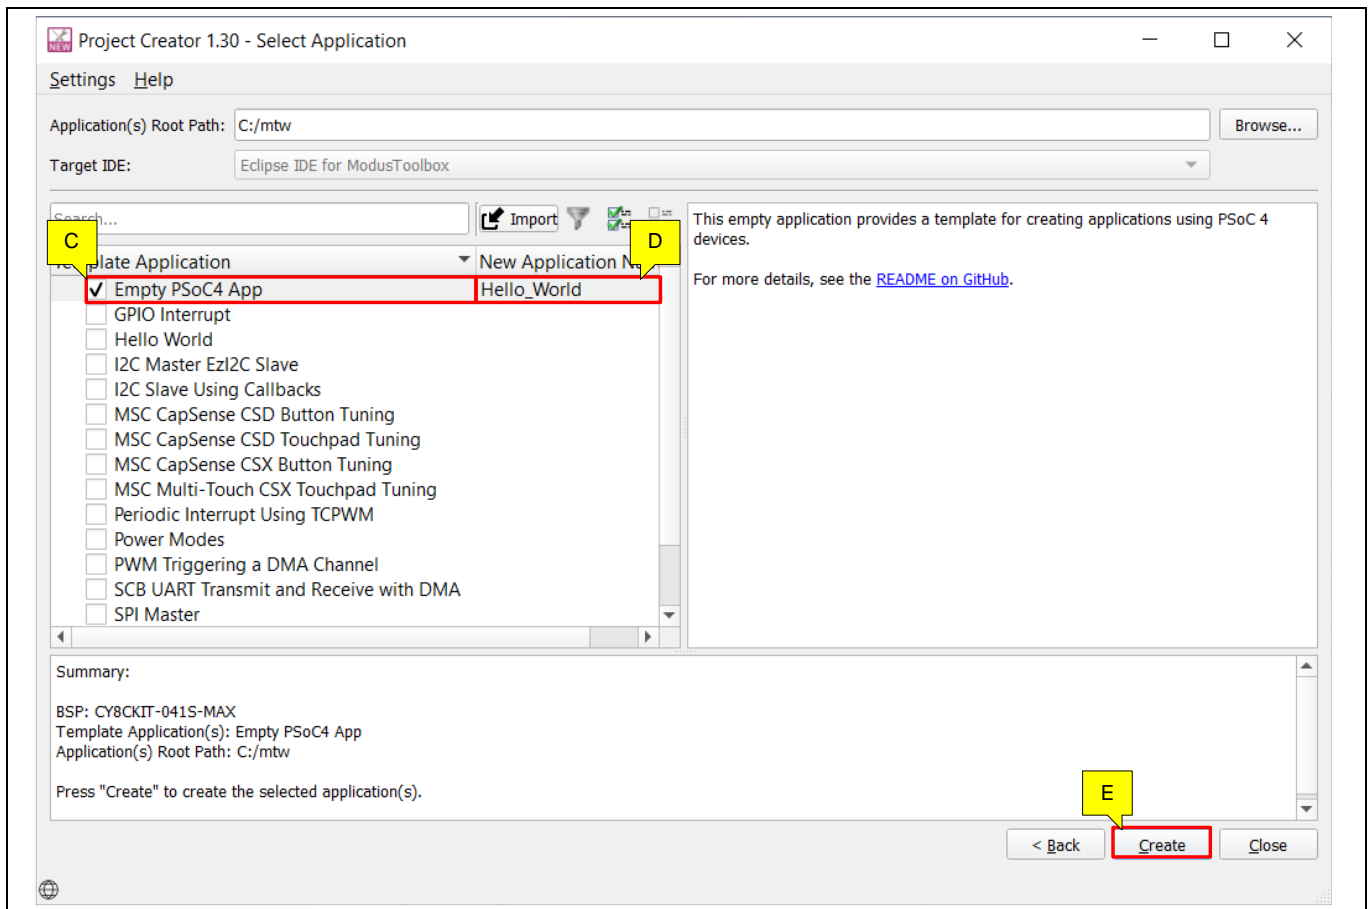 NEW Project Creator 1.30 - Select Application
Settings Help
Application(s) Root Path: C:/mtw Browse...
Target IDE: Eclipse IDE for ModusToolbox
Search... Import
C D
Template Application New Application
Empty PSoC4 App Hello_World
GPIO Interrupt
Hello World
I2C Master EzI2C Slave
I2C Slave Using Callbacks
MSC CapSense CSD Button Tuning
MSC CapSense CSD Touchpad Tuning
MSC CapSense CSX Button Tuning
MSC Multi-Touch CSX Touchpad Tuning
Periodic Interrupt Using TCPWM
Power Modes
PWM Triggering a DMA Channel
SCB UART Transmit and Receive with DMA
SPI Master
This empty application provides a template for creating applications using PSoC 4
devices.
For more details, see the README on GitHub.
Summary:
BSP: CY8CKIT-041S-MAX
Template Application(s): Empty PSoC4 App
Application(s) Root Path: C:/mtw
Press "Create" to create the selected application(s).
E
< Back Create Close